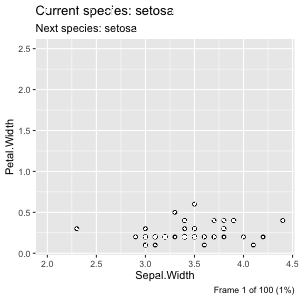 Current species: setosa
Next species: setosa
2.5
2.0
1.5
1.0
0.5
0.0
Petal.Width
2.0 2.5 3.0 3.5 4.0 4.5
Sepal.Width
Frame 1 of 100 (1%)